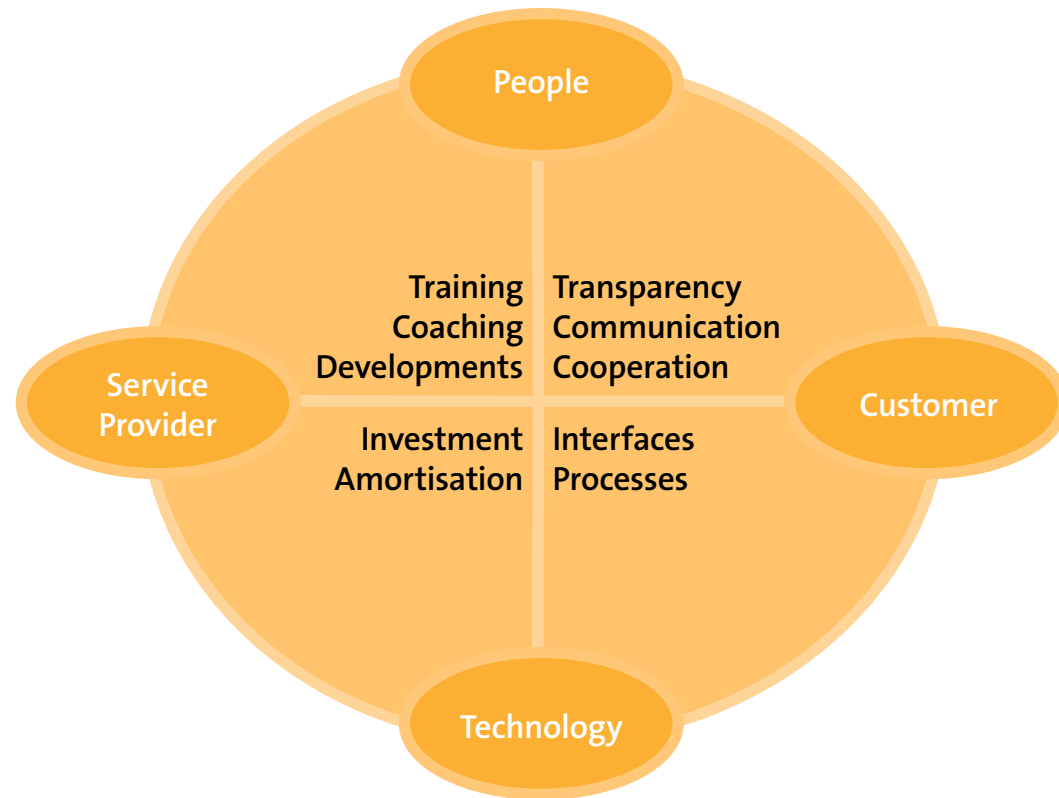 People
Training
Coaching
Developments
Transparency
Communication
Cooperation
Service
Provider
Customer
Investment
Amortisation
Interfaces
Processes
Technology